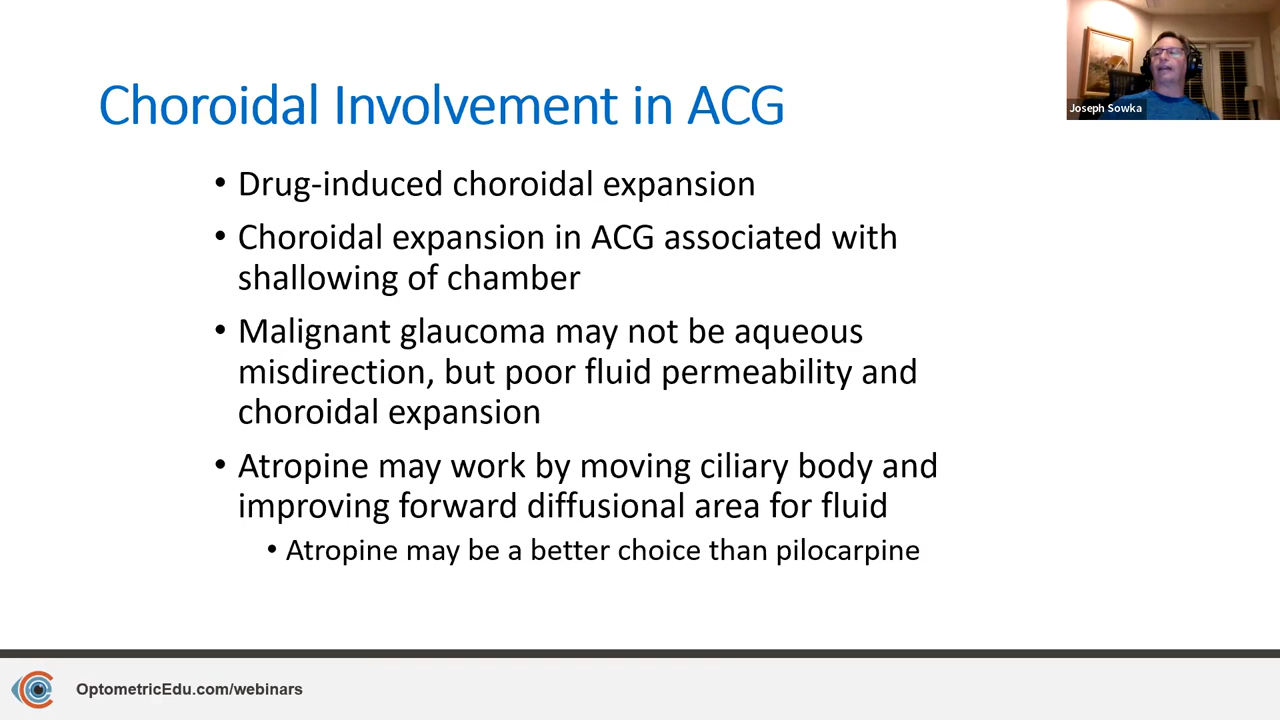 Choroidal Involvement in ACG
Joseph Sowka
• Drug-induced choroidal expansion
• Choroidal expansion in ACG associated with
shallowing of chamber
• Malignant glaucoma may not be aqueous
misdirection, but poor fluid permeability and
choroidal expansion
• Atropine may work by moving ciliary body and
improving forward diffusional area for fluid
• Atropine may be a better choice than pilocarpine
OptometricEdu.com/webinars